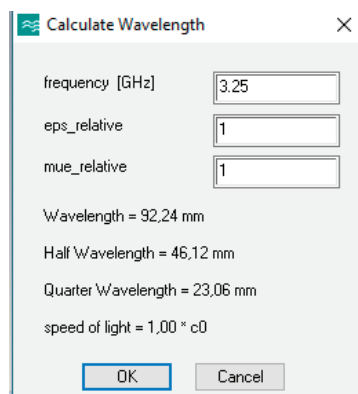 Calculate Wavelength
frequency [GHz] 3.25
eps_relative 1
mue_relative 1
Wavelength = 92,24 mm
Half Wavelength = 46,12 mm
Quarter Wavelength = 23,06 mm
speed of light = 1,00 * c0
OK Cancel